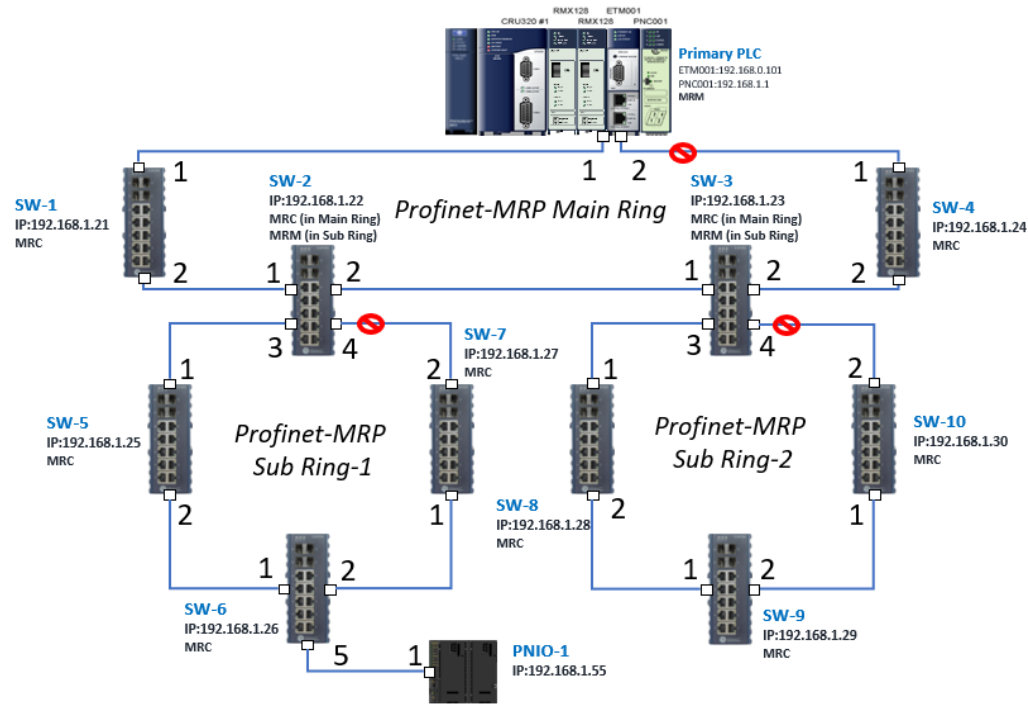 RMX128 ETM001
CRU320 #1 RMX128 PNC001
Primary PLC
ETM001:192.168.0.101
PNC001:192.168.1.1
MRM
1 2
1
SW-1
IP:192.168.1.21
MRC
2
SW-2
IP:192.168.1.22
MRC (in Main Ring)
MRM (in Sub Ring)
Profinet-MRP Main Ring
SW-3
IP:192.168.1.23
MRC (in Main Ring)
MRM (in Sub Ring)
1
SW-4
IP:192.168.1.24
MRC
2
1 2
3 4
1 2
3 4
1
SW-5
IP:192.168.1.25
MRC
2
Profinet-MRP
Sub Ring-1
SW-7
IP:192.168.1.27
MRC
2
1
1
SW-8
IP:192.168.1.28
MRC
2
Profinet-MRP
Sub Ring-2
2
SW-10
IP:192.168.1.30
MRC
1
1 2
SW-6
IP:192.168.1.26
MRC
5 1
PNIO-1
IP:192.168.1.55
1 2
SW-9
IP:192.168.1.29
MRC